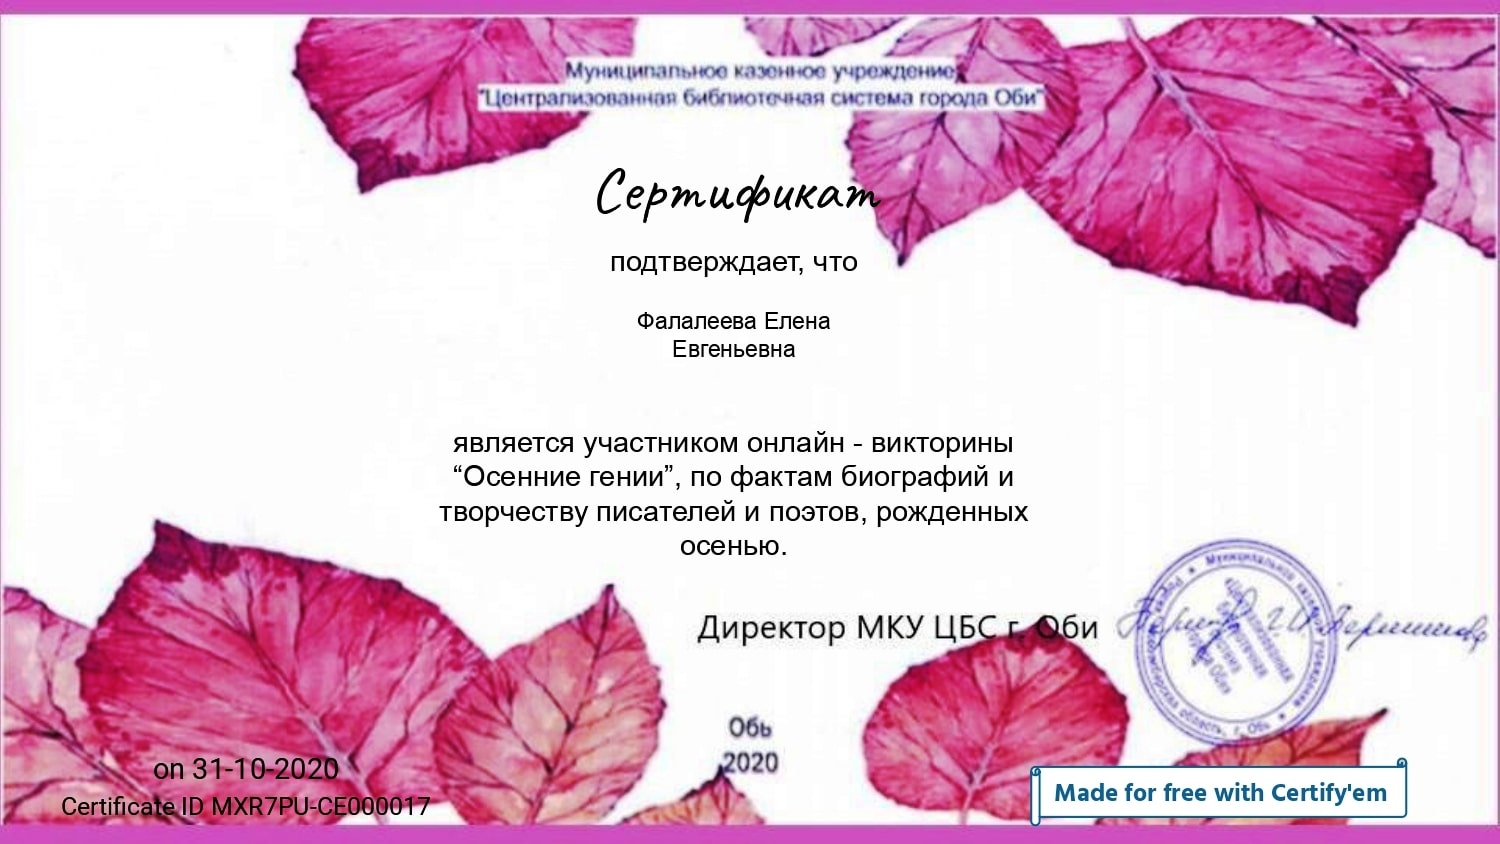 Муниципальное казенное учреждение
"Централизованная библиотечная система города Оби"
Сертификат
подтверждает, что
Фалалеева Елена
Евгеньевна
является участником онлайн - викторины
“Осенние гении”, по фактам биографий и
творчеству писателей и поэтов, рожденных
осенью.
Директор МКУ ЦБС г. Оби
Обь
2020
on 31-10-2020
Certificate ID MXR7PU-CE000017
Made for free with Certify'em